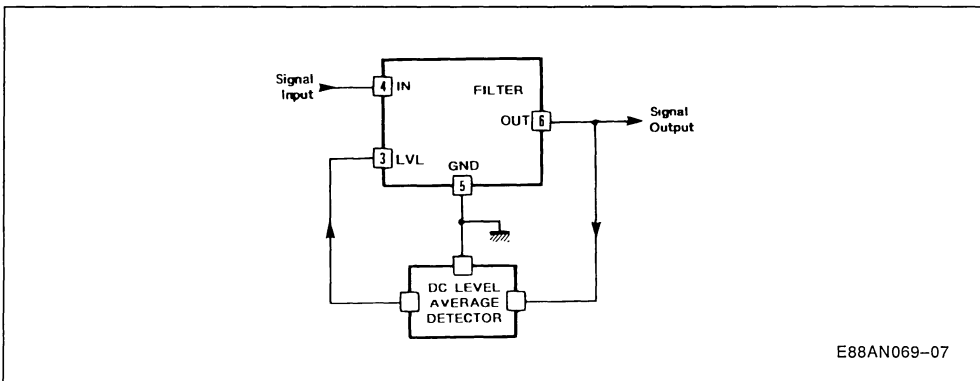 Signal
Input
4 IN
FILTER
OUT 6
Signal
Output
3 LVL
GND
5
DC LEVEL
AVERAGE
DETECTOR
E88AN069-07